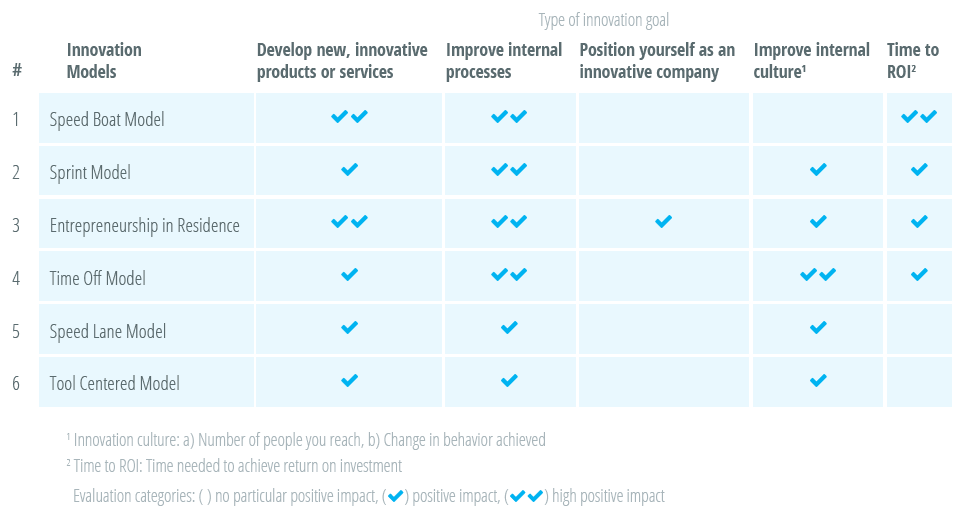 Type of innovation goal
# Innovation Models Develop new, innovative products or services Improve internal processes Position yourself as an innovative company Improve internal culture¹ Time to ROI²
1 Speed Boat Model ✔✔ ✔✔ ✔✔
2 Sprint Model ✔ ✔✔ ✔ ✔
3 Entrepreneurship in Residence ✔✔ ✔✔ ✔ ✔ ✔
4 Time Off Model ✔ ✔✔ ✔✔ ✔
5 Speed Lane Model ✔ ✔ ✔
6 Tool Centered Model ✔ ✔ ✔
¹ Innovation culture: a) Number of people you reach, b) Change in behavior achieved
² Time to ROI: Time needed to achieve return on investment
Evaluation categories: ( ) no particular positive impact, (✔) positive impact, (✔✔) high positive impact